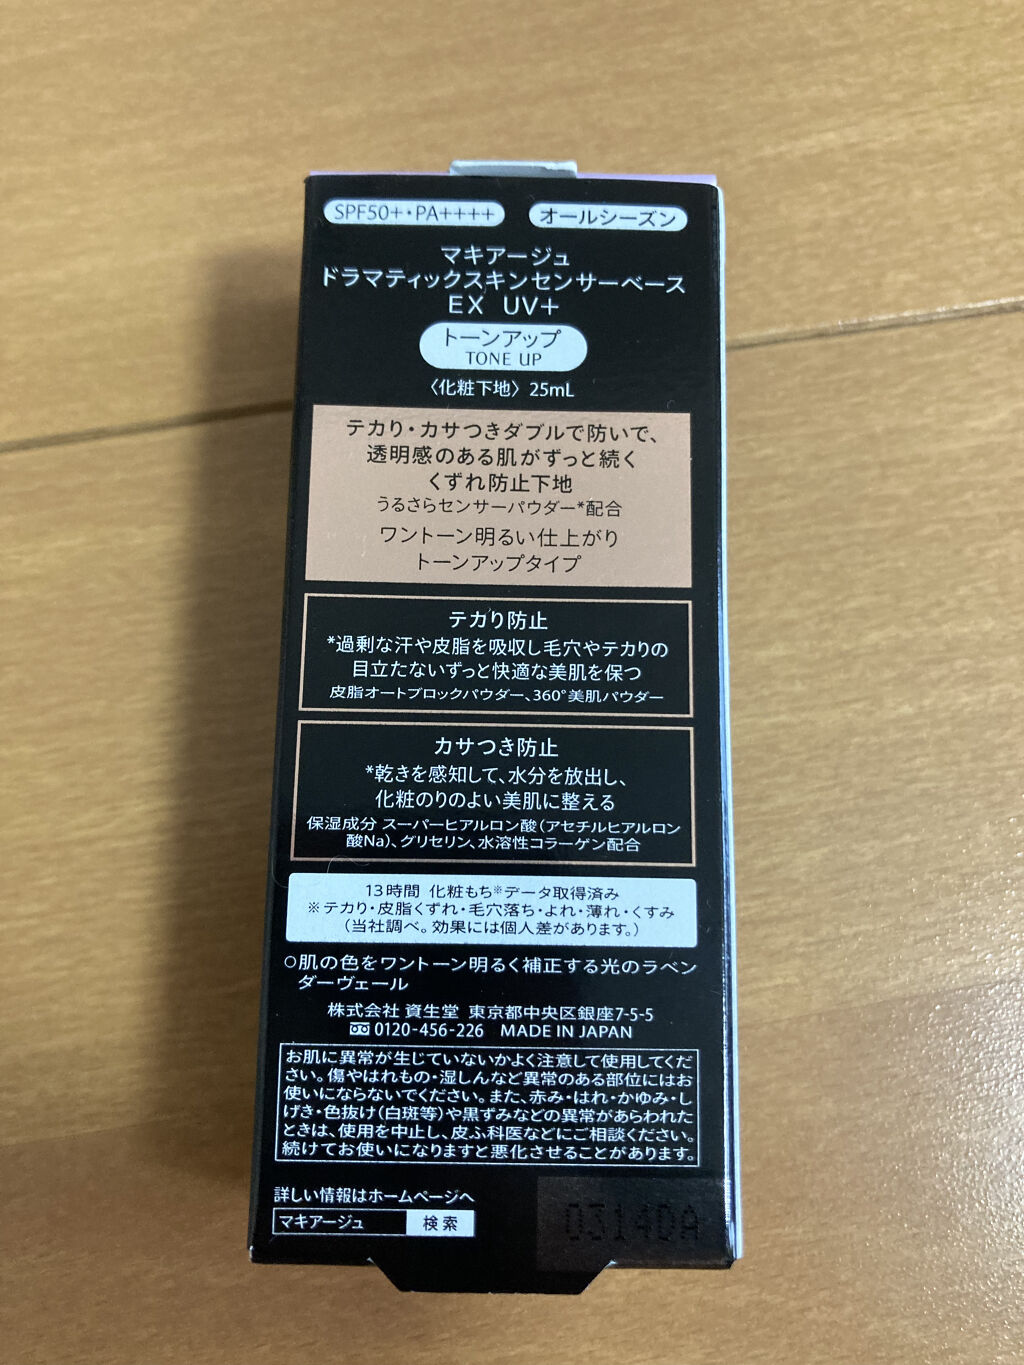 SPF50+・PA++++ オールシーズン
マキアージュ
ドラマティックスキンセンサーベース
EX UV+
トーンアップ
TONE UP
〈化粧下地〉25mL
テカり・カサつきダブルで防いで、
透明感のある肌がずっと続く
くずれ防止下地
うるさらセンサーパウダー*配合
ワントーン明るい仕上がり
トーンアップタイプ
テカり防止
*過剰な汗や皮脂を吸収し毛穴やテカりの
目立たないずっと快適な美肌を保つ
皮脂オートブロックパウダー、360°美肌パウダー
カサつき防止
*乾きを感知して、水分を放出し、
化粧のりのよい美肌に整える
保湿成分 スーパーヒアルロン酸(アセチルヒアルロン
酸Na)、グリセリン、水溶性コラーゲン配合
13時間 化粧もち※データ取得済み
※テカり・皮脂くずれ・毛穴落ち・よれ・薄れ・くすみ
(当社調べ。効果には個人差があります。)
○肌の色をワントーン明るく補正する光のラベン
ダーヴェール
株式会社 資生堂 東京都中央区銀座7-5-5
0120-456-226 MADE IN JAPAN
お肌に異常が生じていないかよく注意して使用してくだ
さい。傷やはれもの・湿しんなど異常のある部位にはお
使いにならないでください。また、赤み・はれ・かゆみ・し
げき・色抜け(白斑等)や黒ずみなどの異常があらわれた
ときは、使用を中止し、皮ふ科医などにご相談ください。
続けてお使いになりますと悪化させることがあります。
詳しい情報はホームページへ
マキアージュ 検索
0314DA